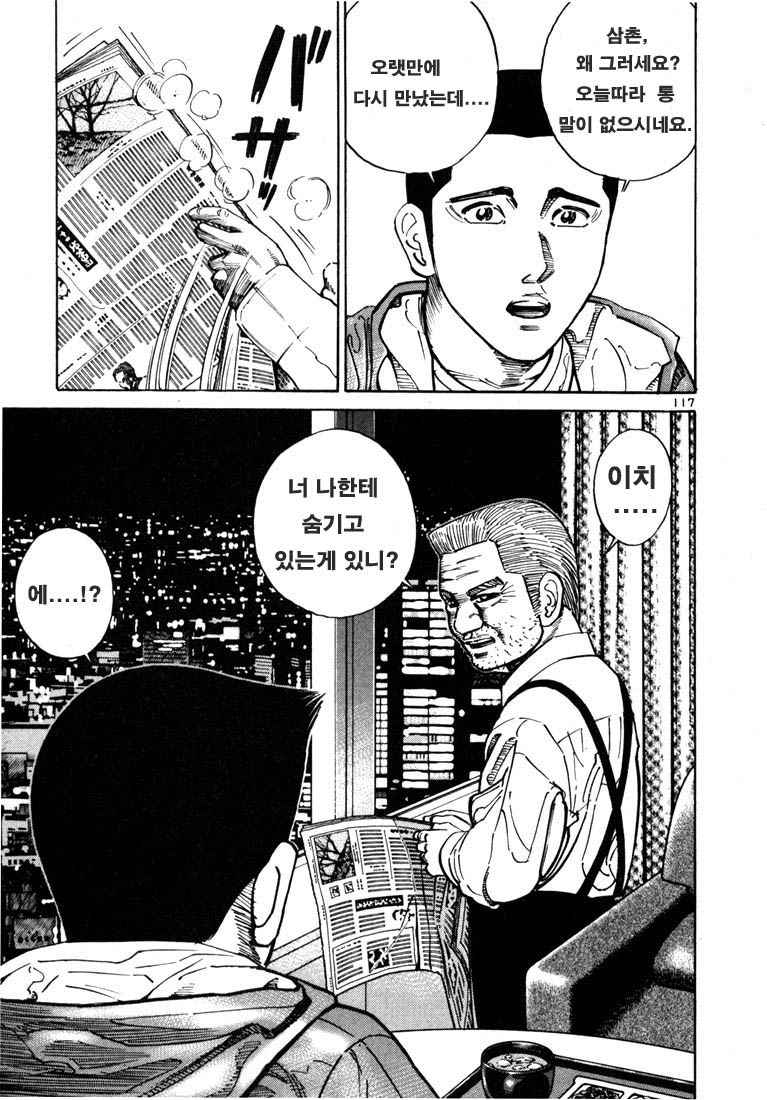 삼촌,
왜 그러세요?
오늘따라 통
말이 없으시네요.
오랫만에
다시 만났는데....
バ
サ
117
이치
.....
너 나한테
숨기고
있는게 있니?
에....!?